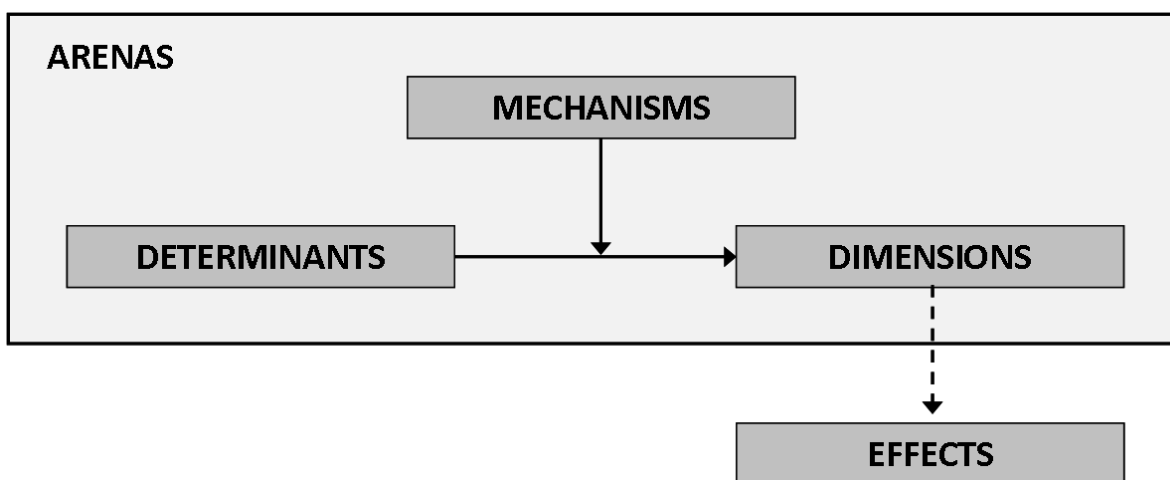 ARENAS
MECHANISMS
DETERMINANTS
DIMENSIONS
EFFECTS